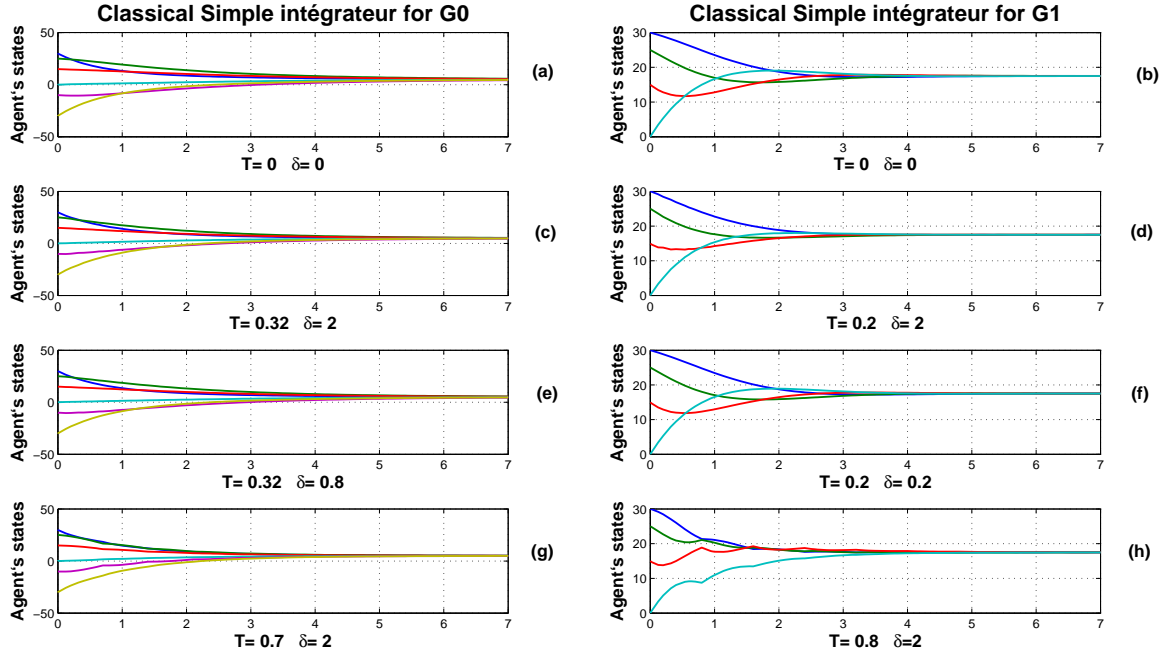 Classical Simple intégrateur for G0
Agent's states
50
0
−50
0 1 2 3 4 5 6 7
T= 0 δ= 0
(a)
Classical Simple intégrateur for G1
Agent's states
30
20
10
0
0 1 2 3 4 5 6 7
T= 0 δ= 0
(b)
Agent's states
50
0
−50
0 1 2 3 4 5 6 7
T= 0.32 δ= 2
(c)
Agent's states
30
20
10
0
0 1 2 3 4 5 6 7
T= 0.2 δ= 2
(d)
Agent's states
50
0
−50
0 1 2 3 4 5 6 7
T= 0.32 δ= 0.8
(e)
Agent's states
30
20
10
0
0 1 2 3 4 5 6 7
T= 0.2 δ= 0.2
(f)
Agent's states
50
0
−50
0 1 2 3 4 5 6 7
T= 0.7 δ= 2
(g)
Agent's states
30
20
10
0
0 1 2 3 4 5 6 7
T= 0.8 δ=2
(h)